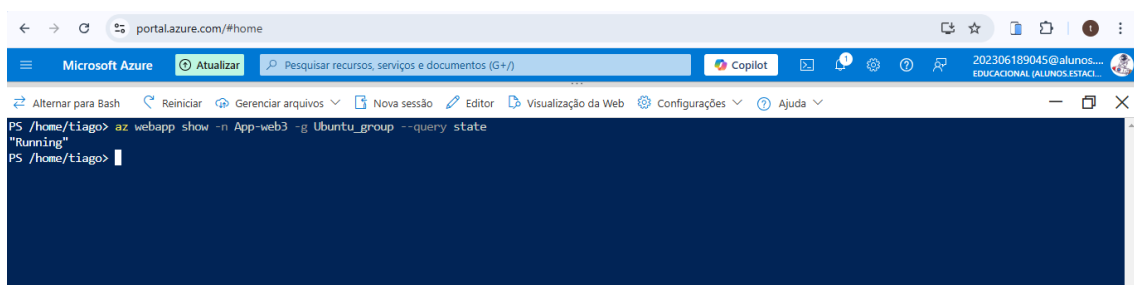 portal.azure.com/#home
t
Microsoft Azure
Atualizar
Pesquisar recursos, serviços e documentos (G+/)
Copilot
1
202306189045@alunos....
EDUCACIONAL (ALUNOS.ESTACI...
Alternar para Bash Reiniciar Gerenciar arquivos Nova sessão Editor Visualização da Web Configurações Ajuda
PS /home/tiago> az webapp show -n App-web3 -g Ubuntu_group --query state
"Running"
PS /home/tiago>